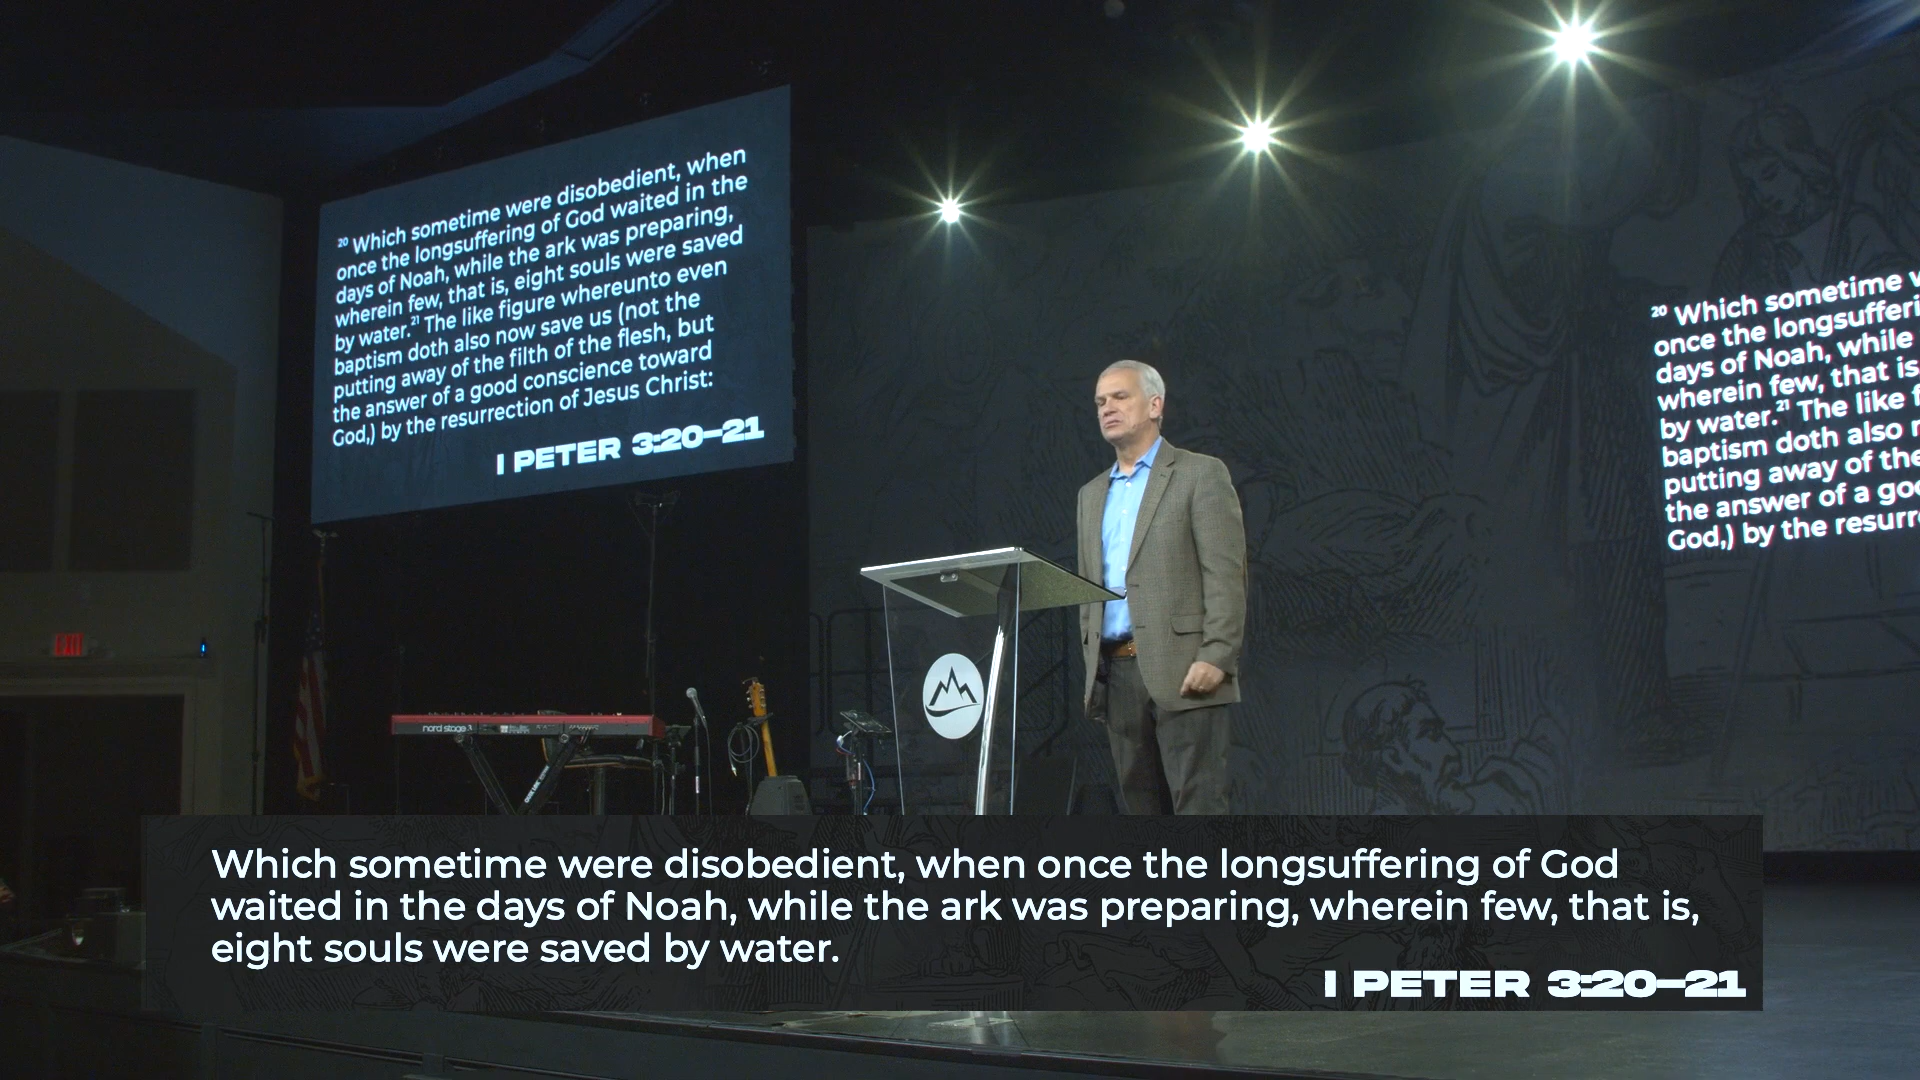 20 Which sometime were disobedient, when
once the longsuffering of God waited in the
days of Noah, while the ark was preparing,
wherein few, that is, eight souls were saved
by water. 21 The like figure whereunto even
baptism doth also now save us (not the
putting away of the filth of the flesh, but
the answer of a good conscience toward
God,) by the resurrection of Jesus Christ:
I PETER 3:20–21
20 Which sometime
once the longsufferi
days of Noah, while
wherein few, that is,
by water. 21 The like
baptism doth also
putting away of the
the answer of a goo
God,) by the resurr
EXIT
nord stage 3
Which sometime were disobedient, when once the longsuffering of God
waited in the days of Noah, while the ark was preparing, wherein few, that is,
eight souls were saved by water.
I PETER 3:20–21